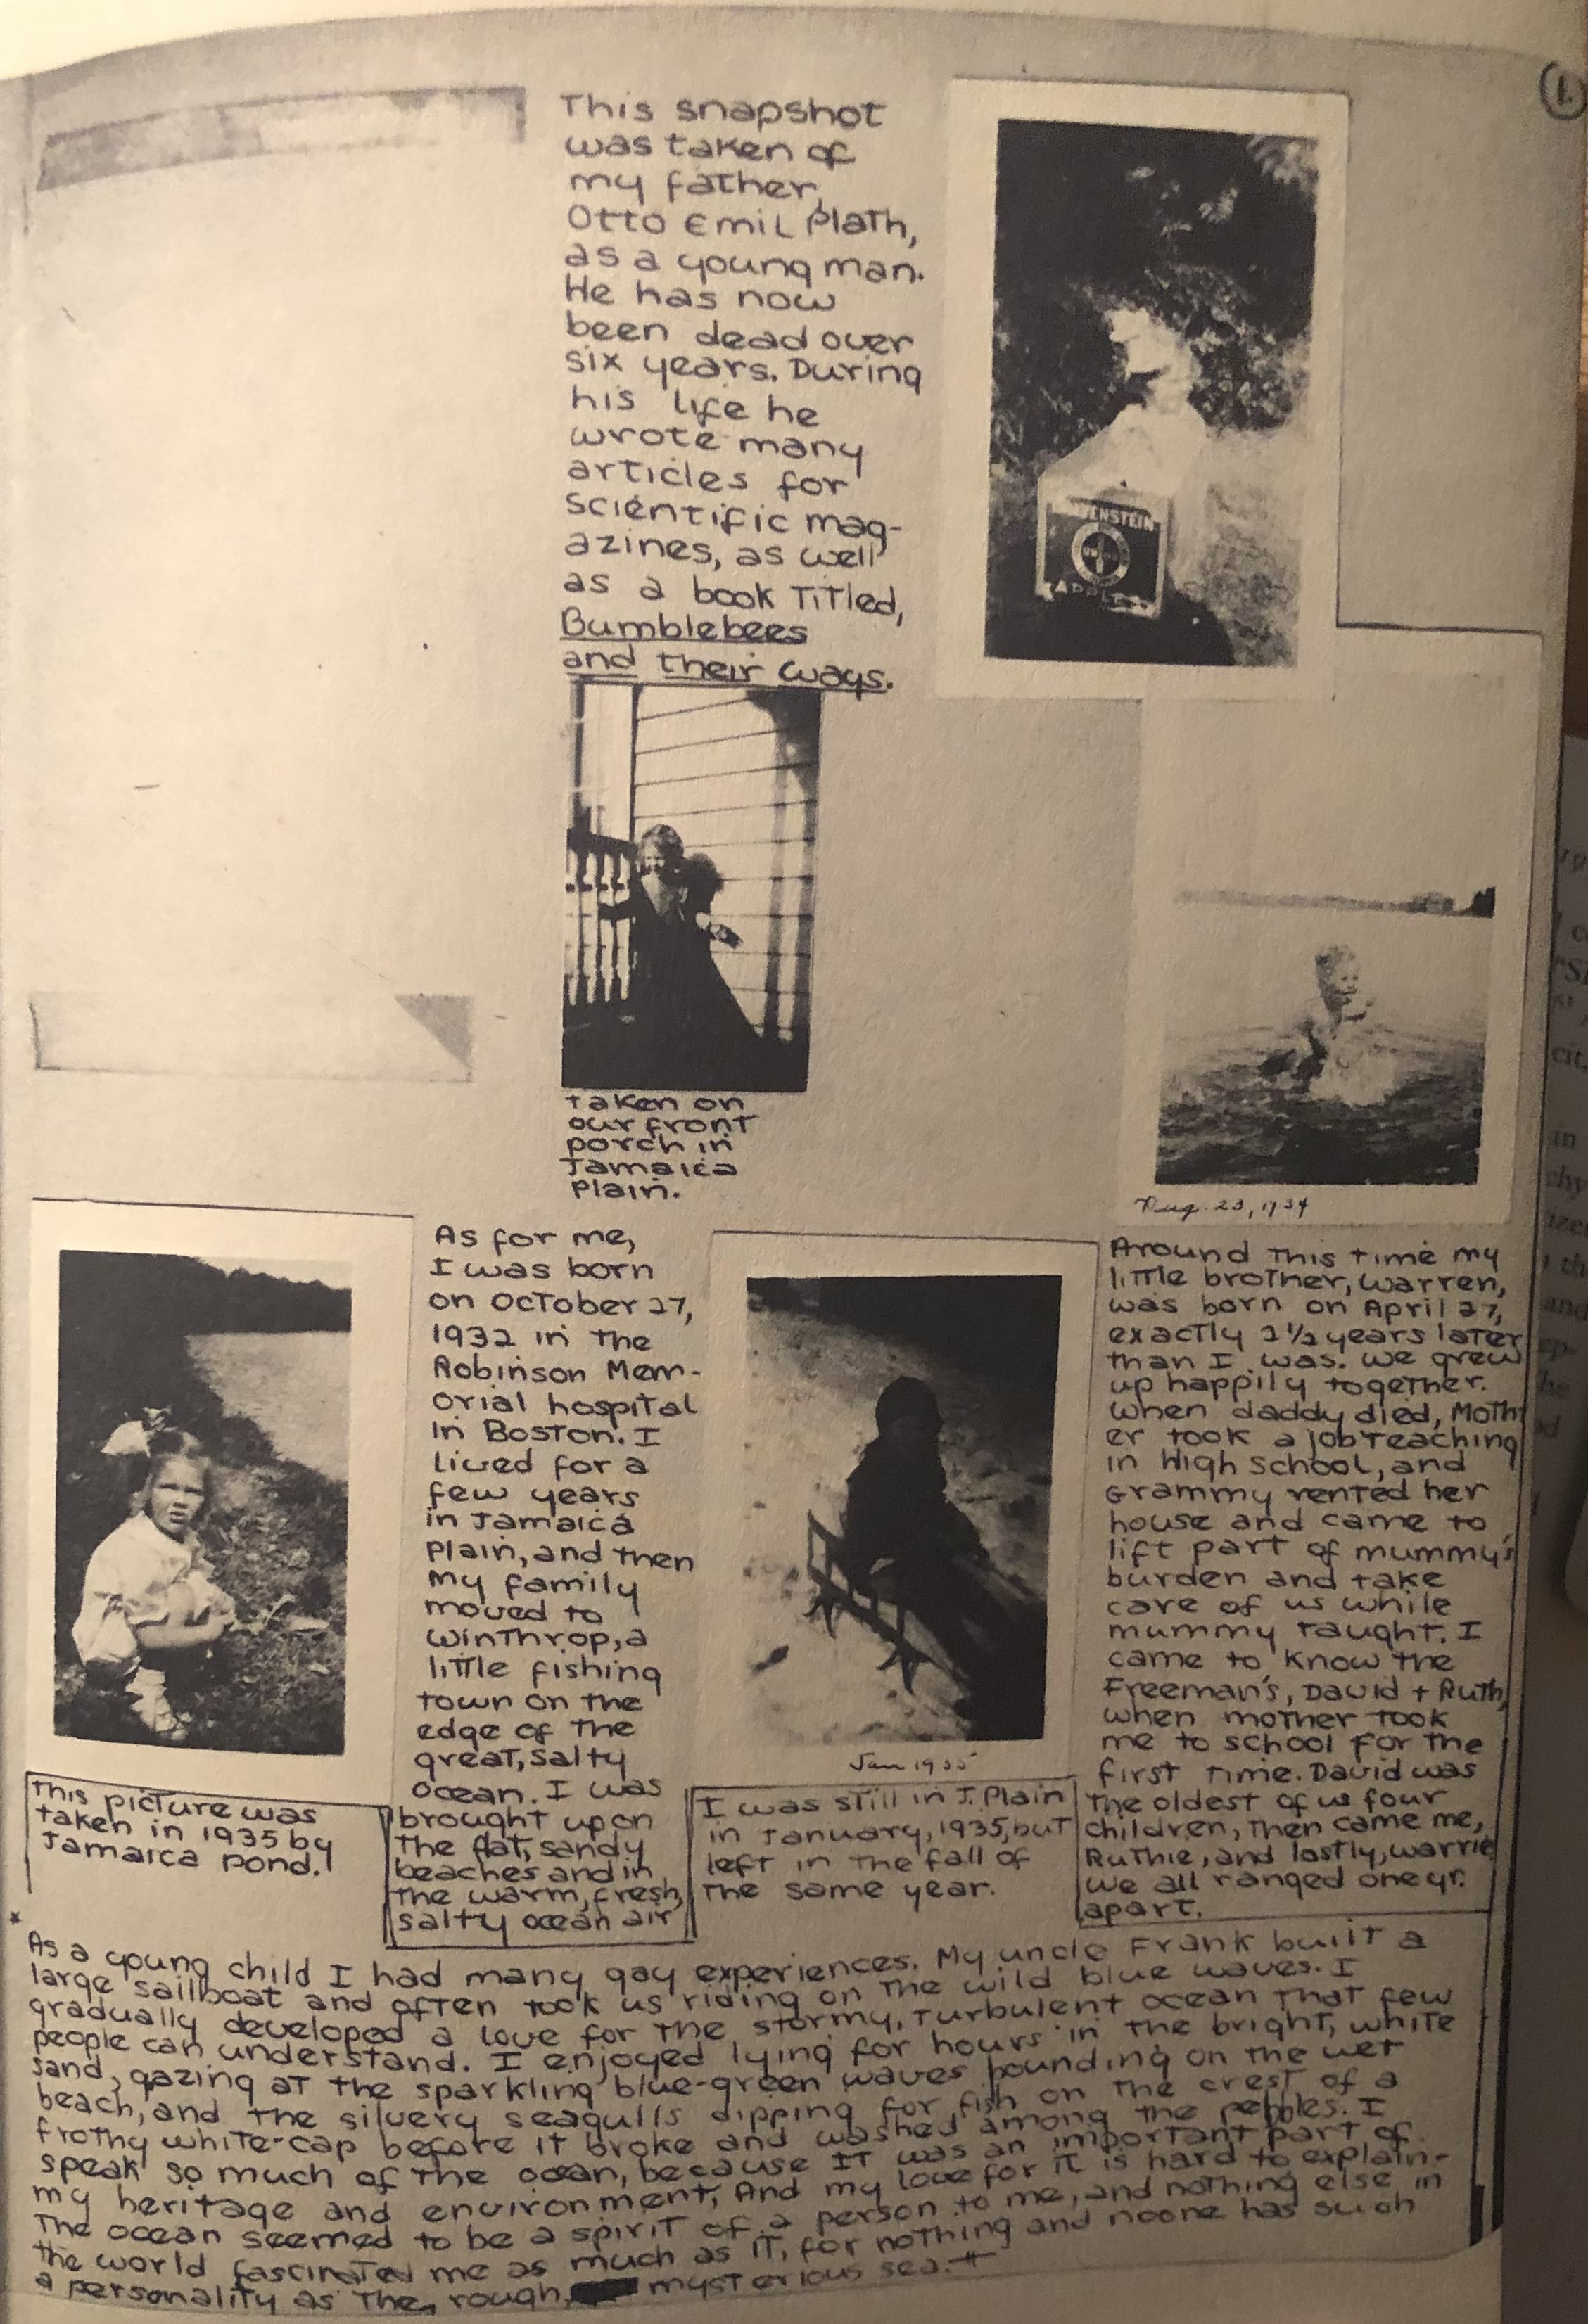 1.
This snapshot
was taken of
my father,
Otto Emil Plath,
as a young man.
He has now
been dead over
six years. During
his life he
wrote many
articles for
scientific mag-
azines, as well
as a book Titled,
Bumblebees
and their ways.
APPLES
taken on
our front
porch in
Jamaica
Plain.
Aug. 23, 1934
As for me,
I was born
on October 27,
1932 in the
Robinson Mem-
orial hospital
in Boston. I
lived for a
few years
in Jamaica
Plain, and then
my family
moved to
Winthrop, a
little fishing
town on the
edge of the
great, salty
ocean. I was
brought up on
the flat, sandy
beaches and in
the warm, fresh,
salty ocean air
This picture was
taken in 1935 by
Jamaica Pond.
Jan 1935
I was still in J. Plain
in January, 1935, but
left in the fall of
the same year.
Around this time my
little brother, Warren,
was born on April 27,
exactly 2½ years later
than I was. We grew
up happily together.
When daddy died, Moth
er took a job teaching
in High School, and
Grammy rented her
house and came to
lift part of mummy's
burden and take
care of us while
mummy taught. I
came to know the
Freeman's, David + Ruth,
when mother took
me to school for the
first time. David was
the oldest of us four
children, then came me,
Ruthie, and lastly, Warrie
we all ranged one yr.
apart.
* As a young child I had many gay experiences. My uncle Frank built a
large sailboat and often took us riding on the wild blue waves. I
gradually developed a love for the stormy, turbulent ocean that few
people can understand. I enjoyed lying for hours in the bright, white
sand, gazing at the sparkling blue-green waves pounding on the wet
beach, and the silvery seagulls dipping for fish on the crest of a
frothy white-cap before it broke and washed among the pebbles. I
speak so much of the ocean, because it was an important part of
my heritage and environment, And my love for it is hard to explain-
The ocean seemed to be a spirit of a person to me, and nothing else in
the world fascinated me as much as it, for nothing and noone has such
a personality as the, rough, mysterious sea.